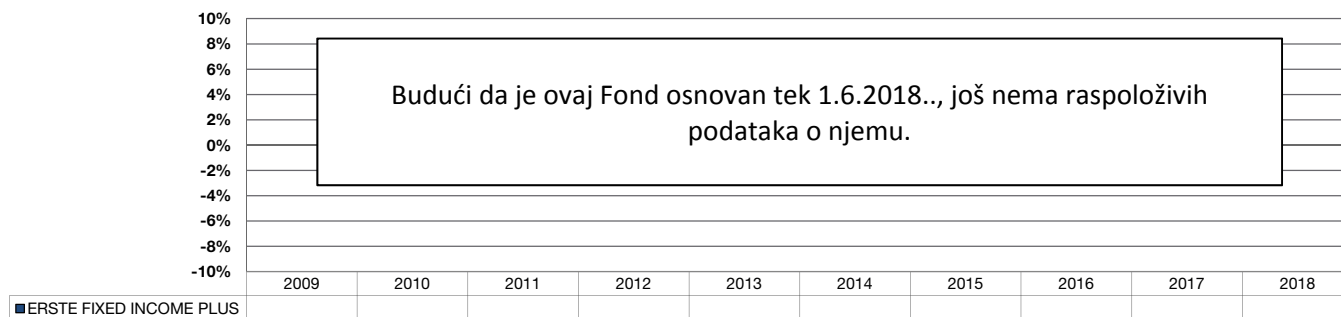 10%
8%
6%
4%
2%
0%
-2%
-4%
-6%
-8%
-10%
Budući da je ovaj Fond osnovan tek 1.6.2018.., još nema raspoloživih
podataka o njemu.
2009 2010 2011 2012 2013 2014 2015 2016 2017 2018
ERSTE FIXED INCOME PLUS